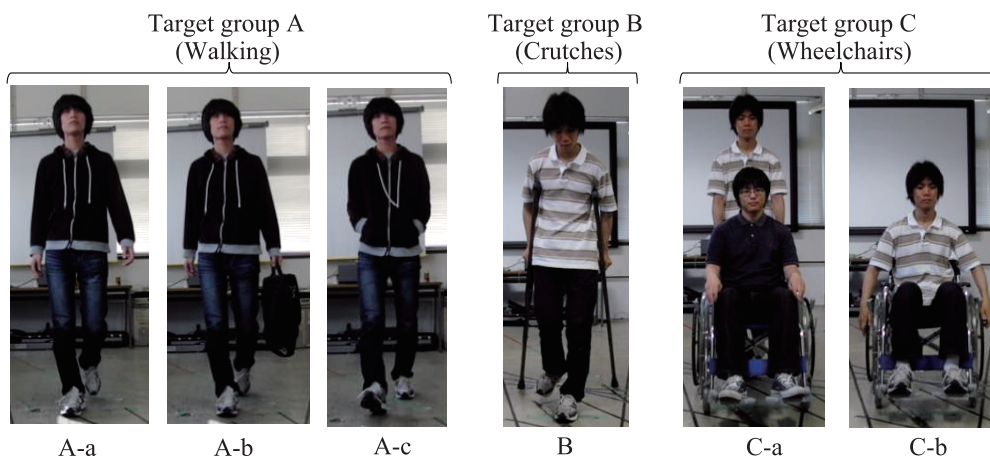 Target group A
(Walking)
Target group B
(Crutches)
Target group C
(Wheelchairs)
A-a
A-b
A-c
B
C-a
C-b